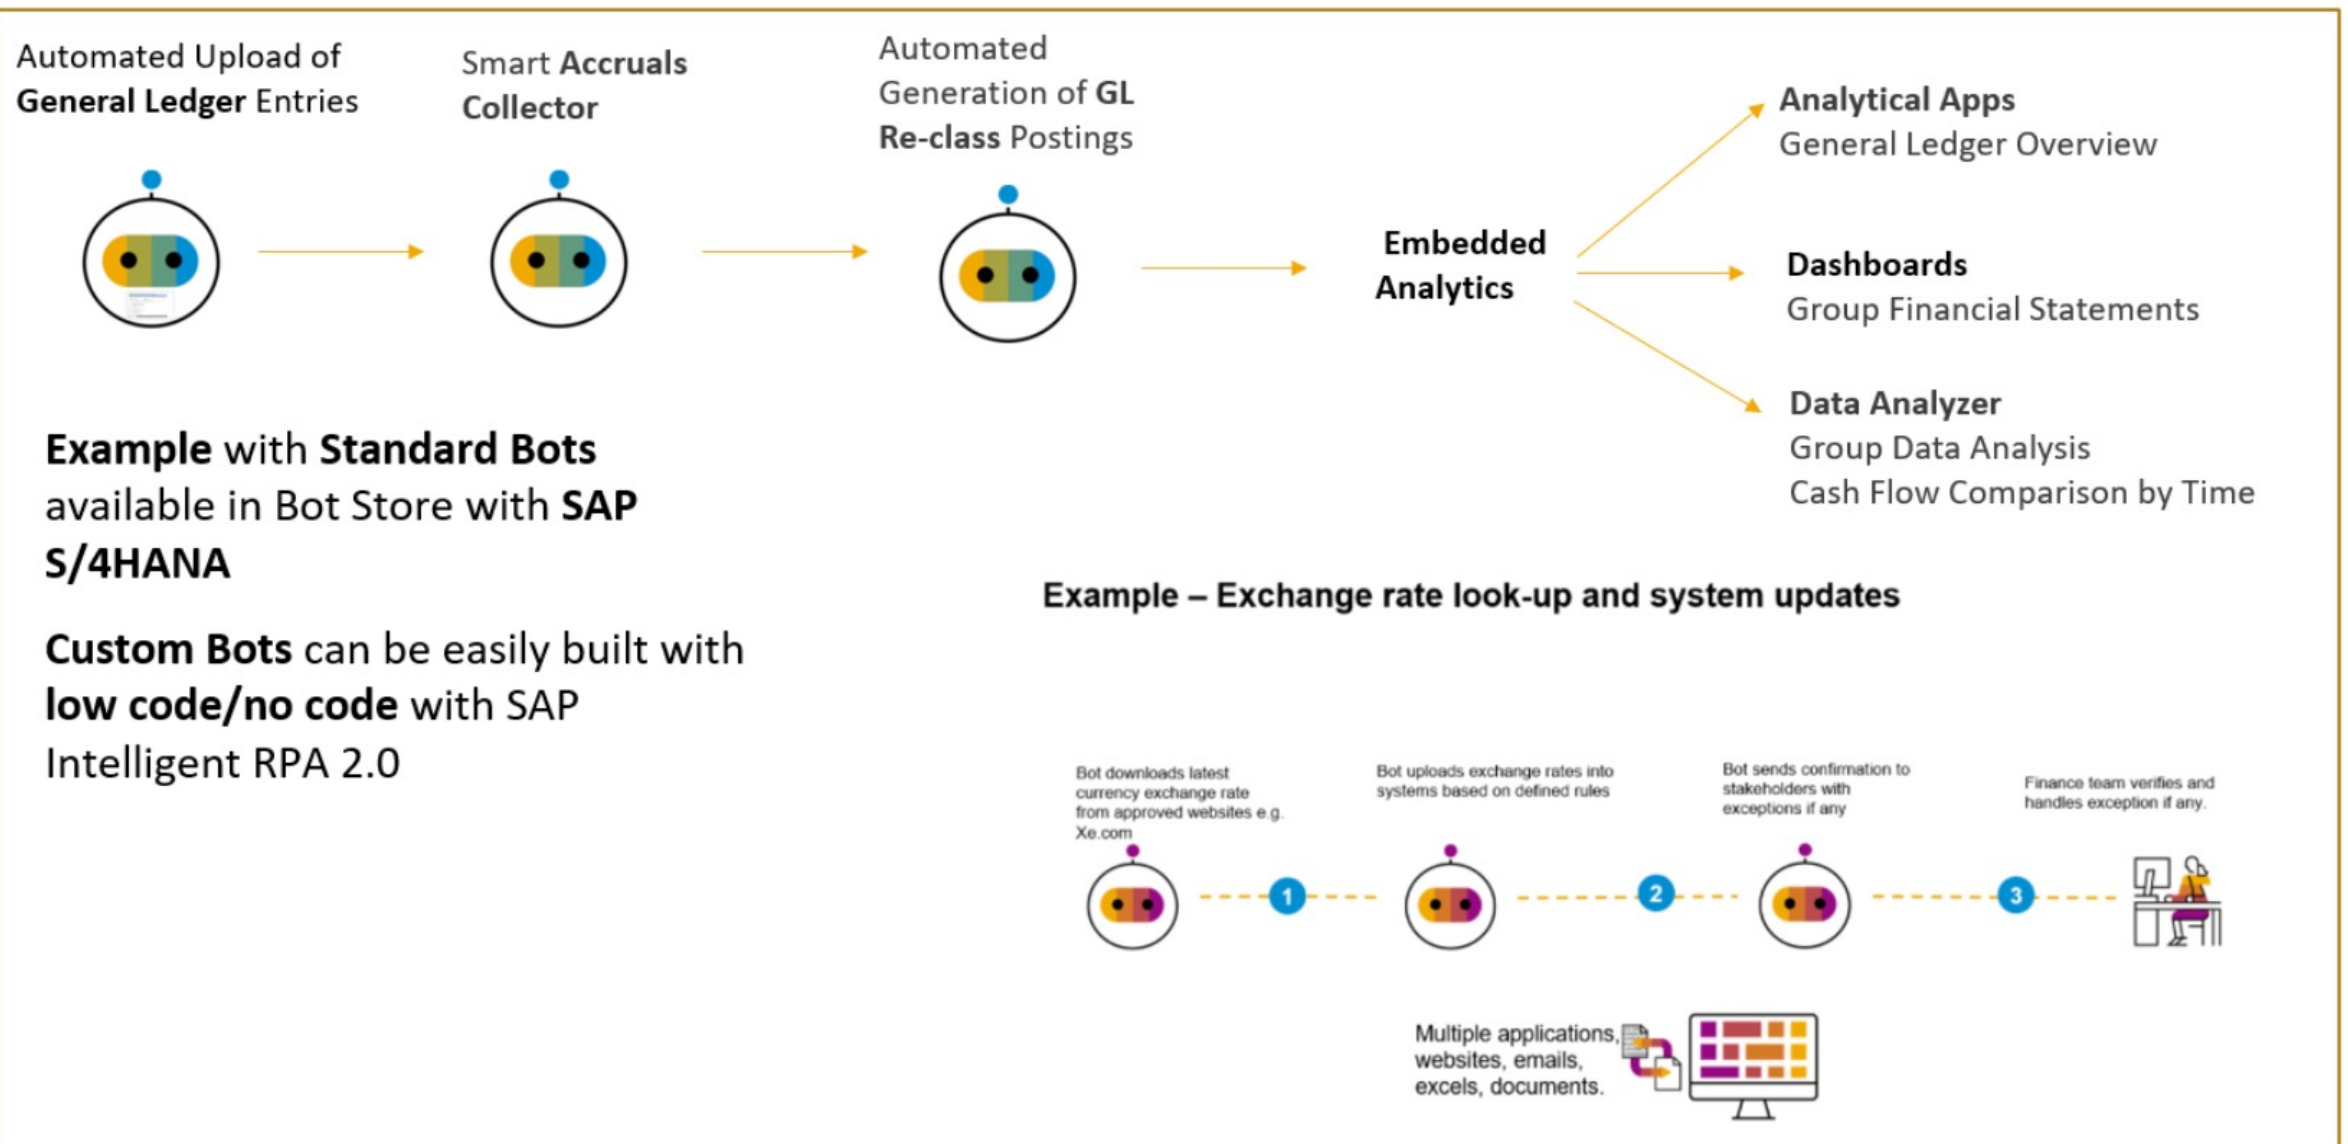 Automated Upload of
General Ledger Entries
Smart Accruals
Collector
Automated
Generation of GL
Re-class Postings
Embedded
Analytics
Analytical Apps
General Ledger Overview
Dashboards
Group Financial Statements
Data Analyzer
Group Data Analysis
Cash Flow Comparison by Time
Example with Standard Bots
available in Bot Store with SAP
S/4HANA
Custom Bots can be easily built with
low code/no code with SAP
Intelligent RPA 2.0
Example – Exchange rate look-up and system updates
Bot downloads latest
currency exchange rate
from approved websites e.g.
Xe.com
Bot uploads exchange rates into
systems based on defined rules
Bot sends confirmation to
stakeholders with
exceptions if any
Finance team verifies and
handles exception if any.
1
2
3
Multiple applications,
websites, emails,
excels, documents.